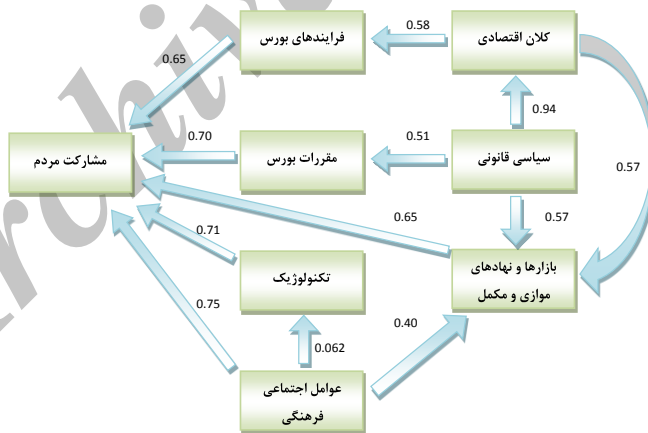 کلان اقتصادی
0.58
فرایندهای بورس
0.65
0.94
0.57
سیاسی قانونی
0.51
مقررات بورس
0.70
مشارکت مردم
0.57
0.65
بازارها و نهادهای
موازی و مکمل
تکنولوژیک
0.71
0.75
0.40
0.062
عوامل اجتماعی
فرهنگی